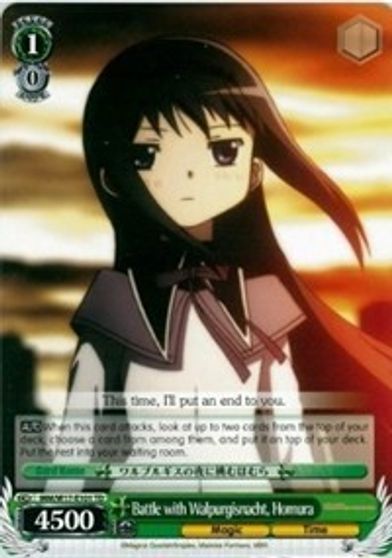 1
0
This time, I'll put an end to you.
When this card attacks, look at up to two cards from the top of your
deck, choose a card from among them, and put it on top of your deck.
Put the rest into your waiting room.
Card Name
ワルプルギスの夜に挑むほむら
4500
Battle with Walpurgisnacht, Homura
Magic
Time